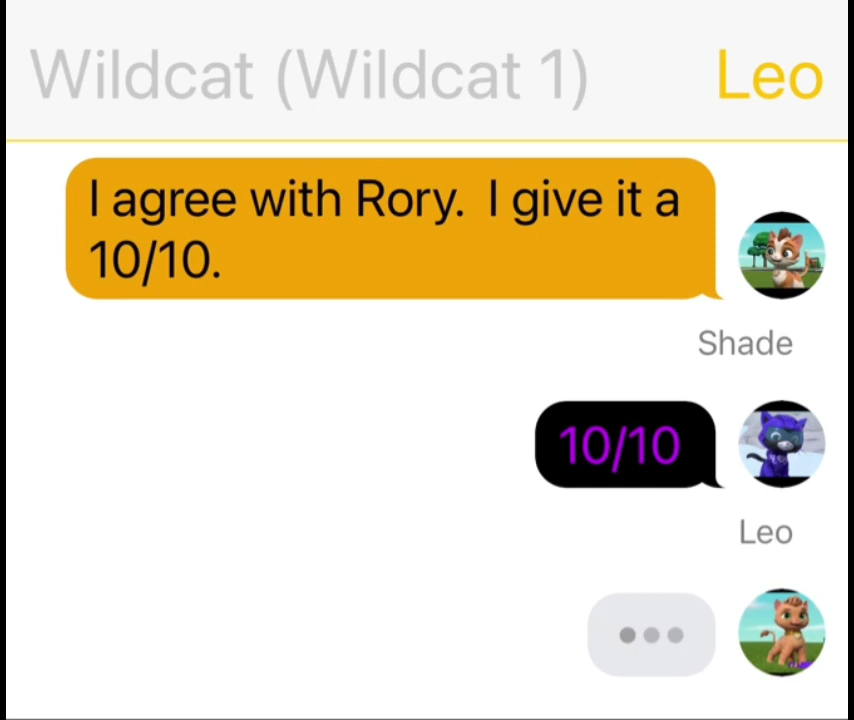 Wildcat (Wildcat 1) Leo
I agree with Rory.  I give it a
10/10.
Shade
10/10
Leo